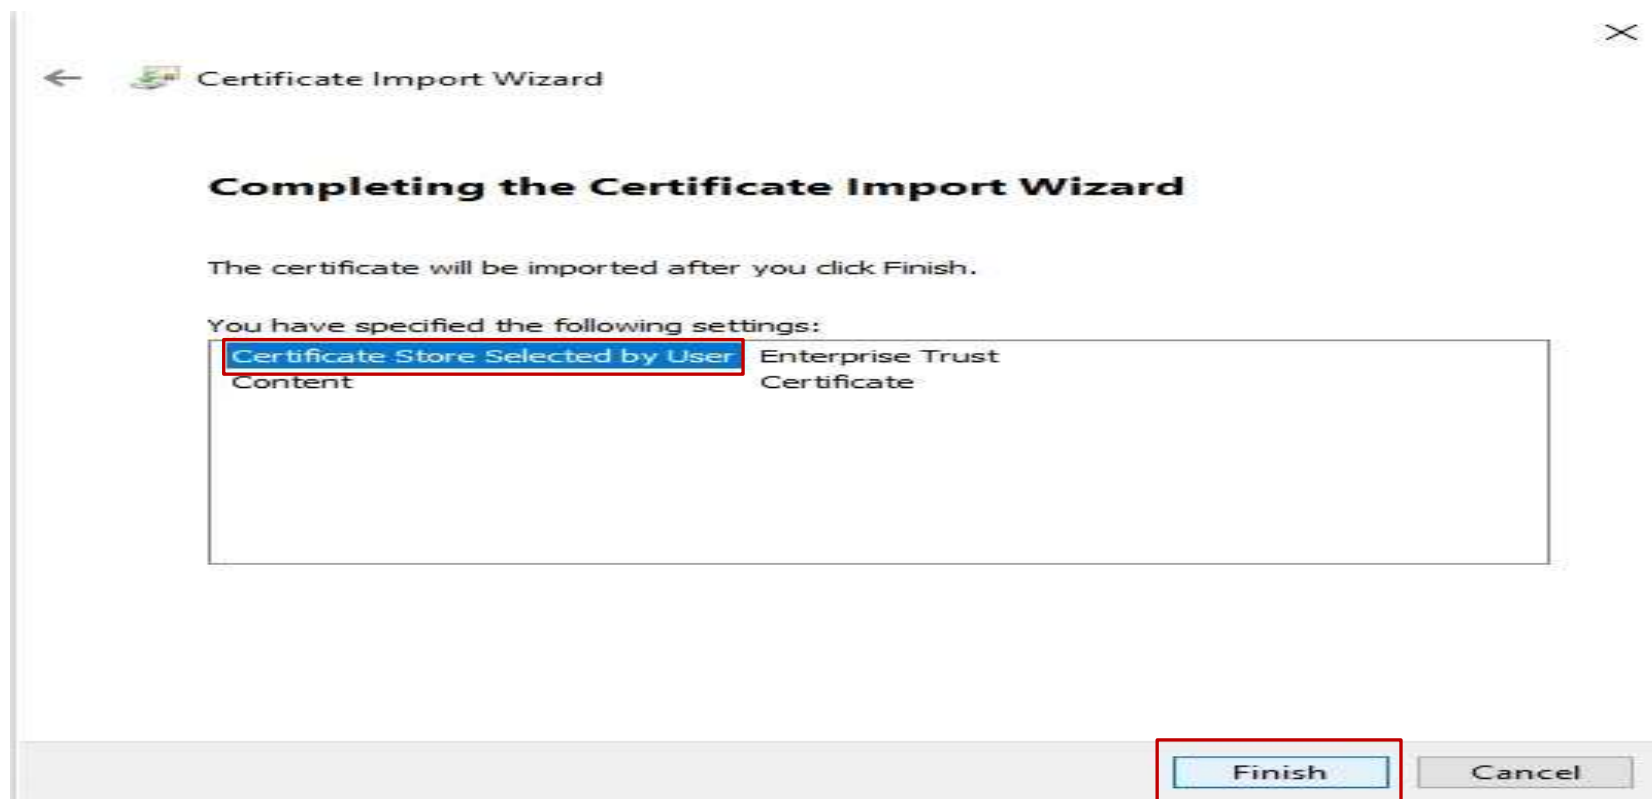 Certificate Import Wizard
Completing the Certificate Import Wizard
The certificate will be imported after you click Finish.
You have specified the following settings:
Certificate Store Selected by User Enterprise Trust
Content Certificate
Finish Cancel